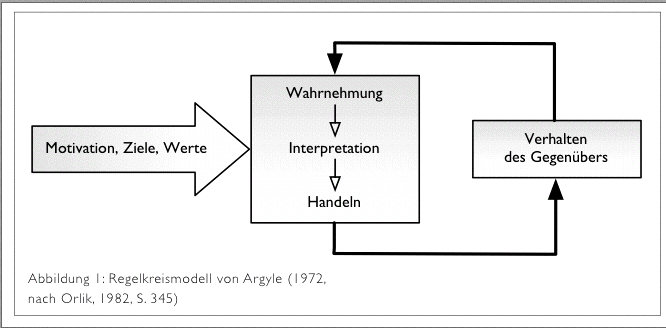 Motivation, Ziele, Werte
Wahrnehmung
Interpretation
Handeln
Verhalten
des Gegenübers
Abbildung 1: Regelkreismodell von Argyle (1972,
nach Orlik, 1982, S. 345)